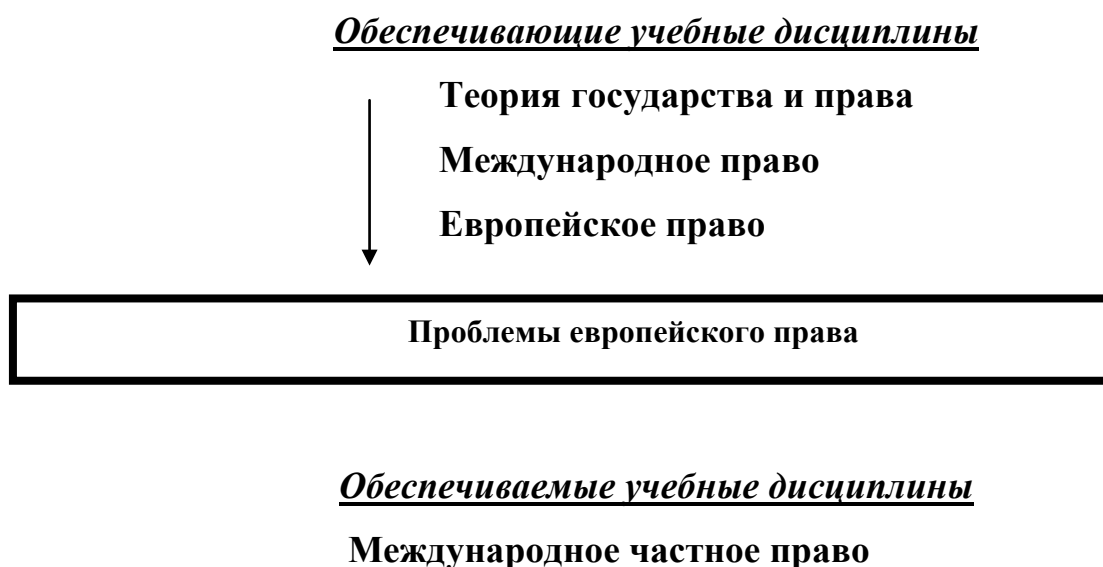 Обеспечивающие учебные дисциплины
Теория государства и права
Международное право
Европейское право
Проблемы европейского права
Обеспечиваемые учебные дисциплины
Международное частное право